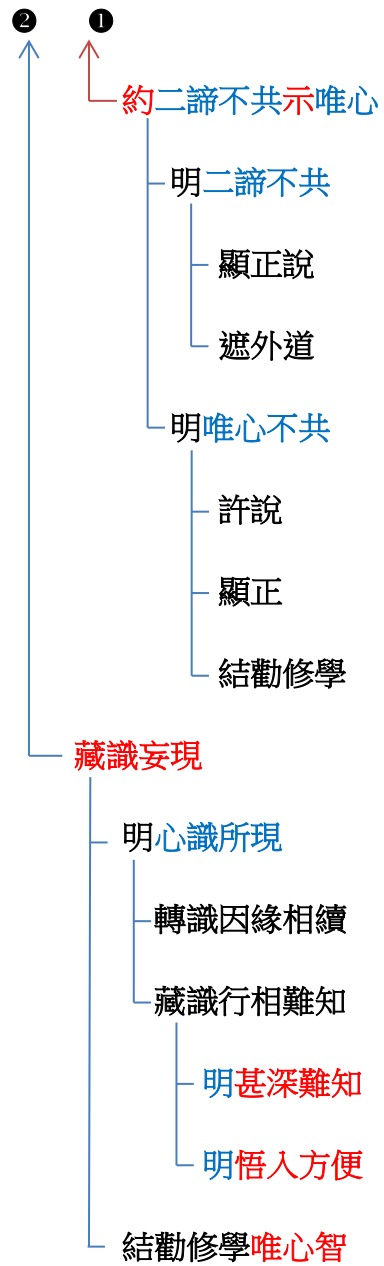 ❷ ❶
約二諦不共示唯心
明二諦不共
顯正說
遮外道
明唯心不共
許說
顯正
結勸修學
藏識妄現
明心識所現
轉識因緣相續
藏識行相難知
明甚深難知
明悟入方便
結勸修學唯心智